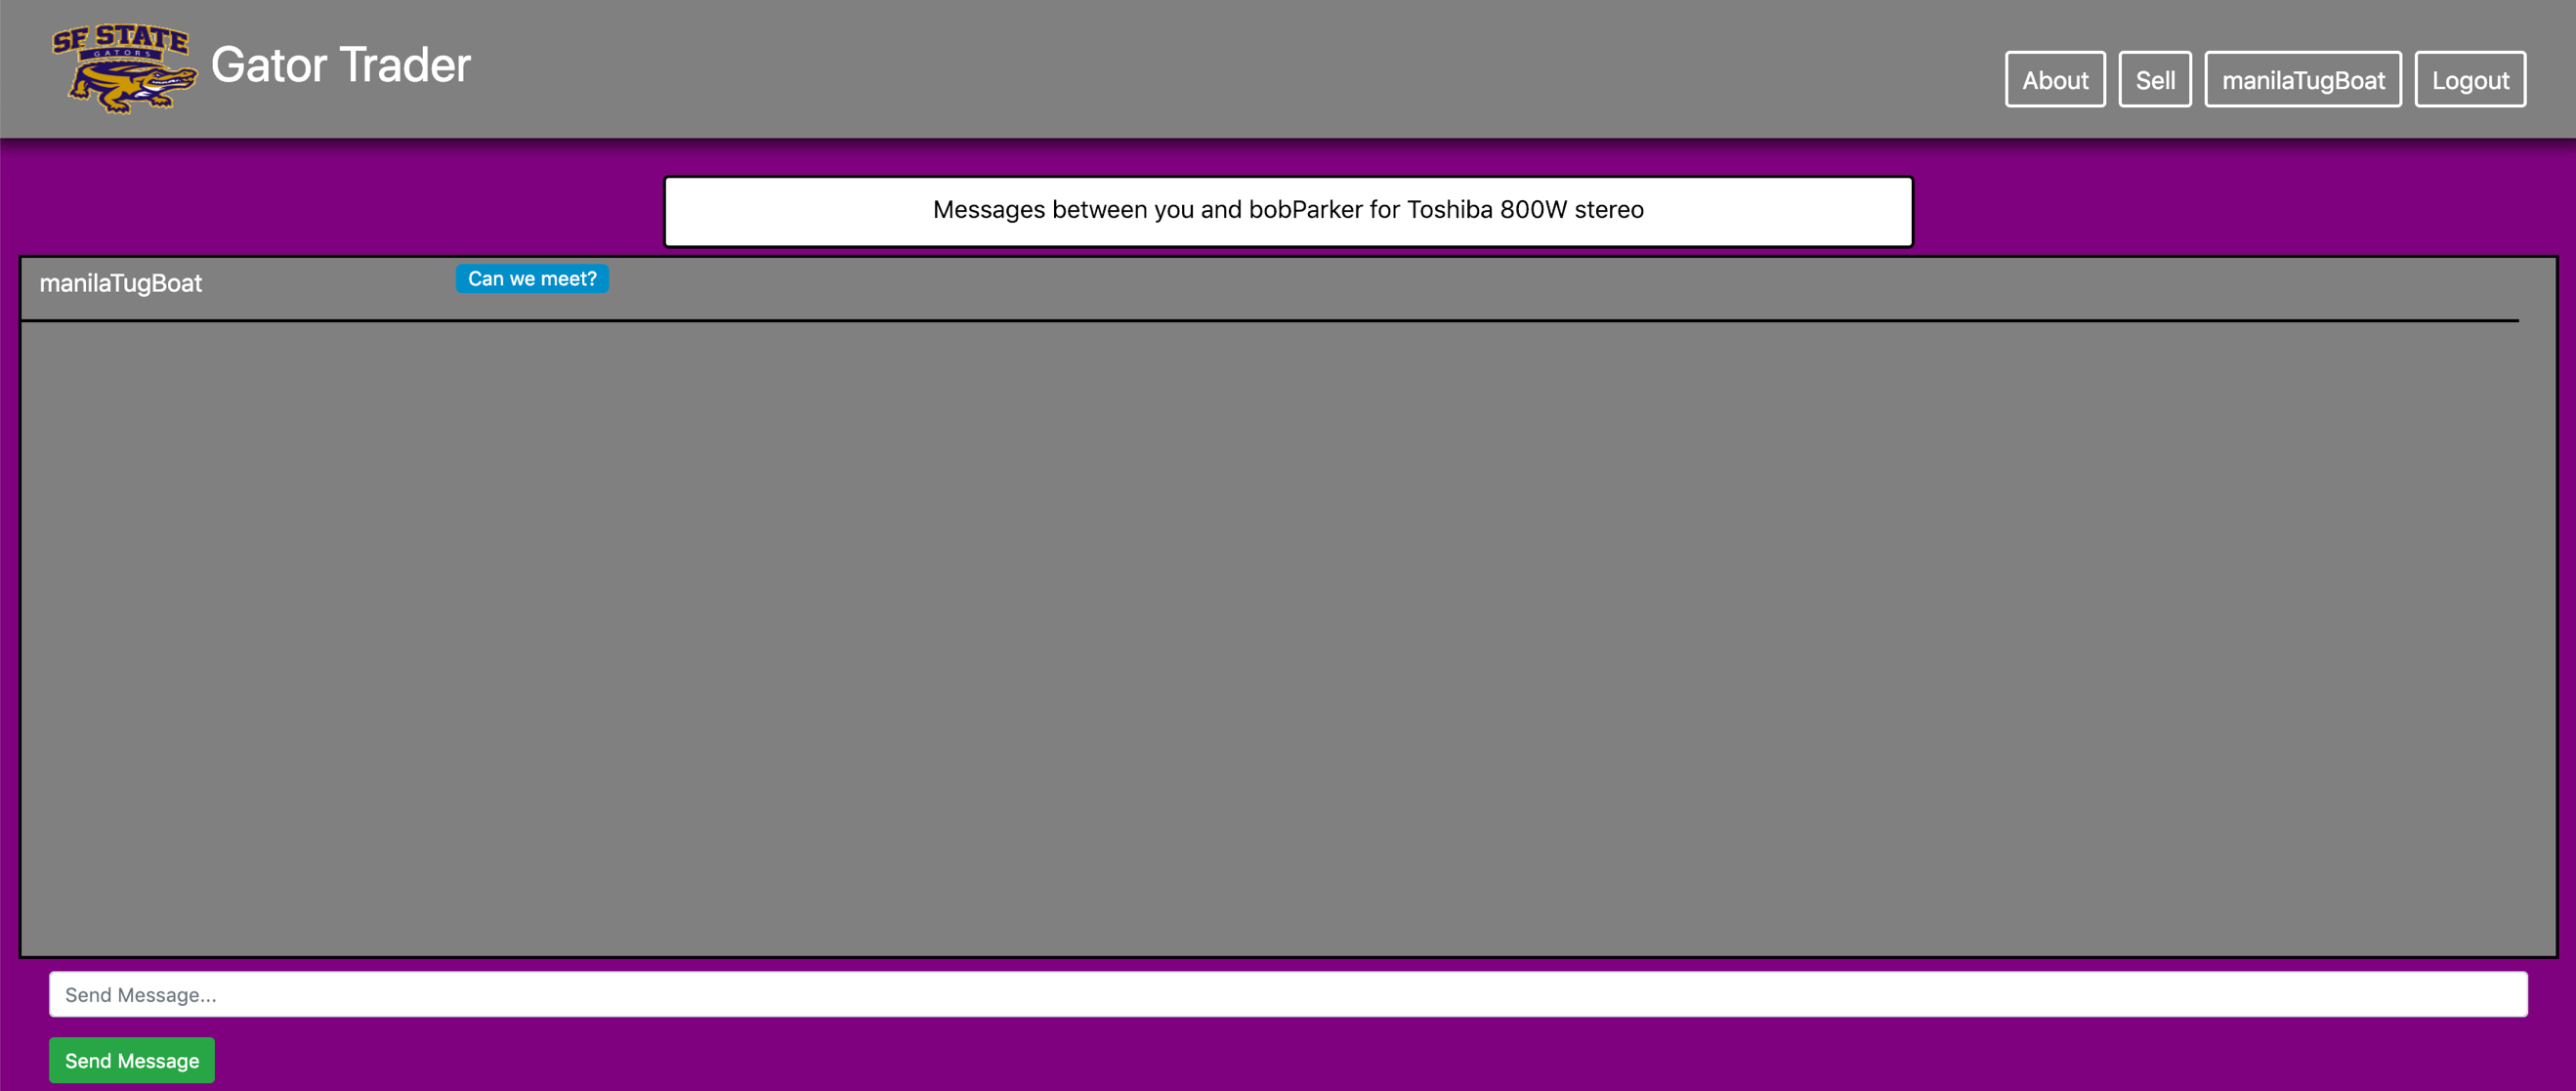 SF STATE
GATORS
Gator Trader
About Sell manilaTugBoat Logout
Messages between you and bobParker for Toshiba 800W stereo
manilaTugBoat Can we meet?
Send Message...
Send Message